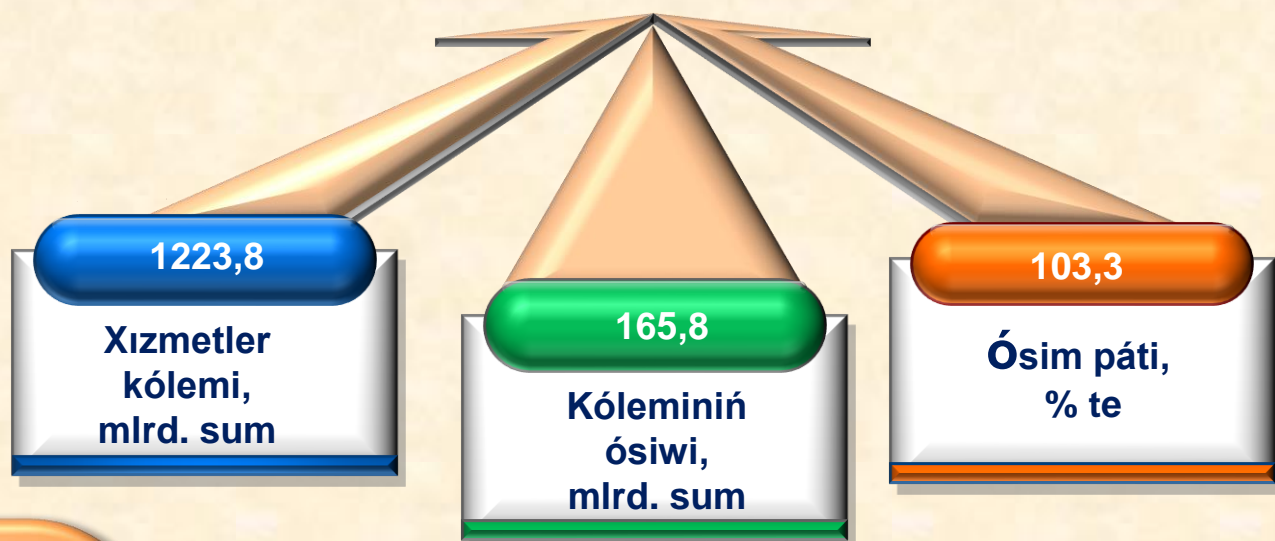 1223,8
Xızmetler
kólemi,
mlrd. sum
165,8
Kóleminiń
ósiwi,
mlrd. sum
103,3
Ósim páti,
% te